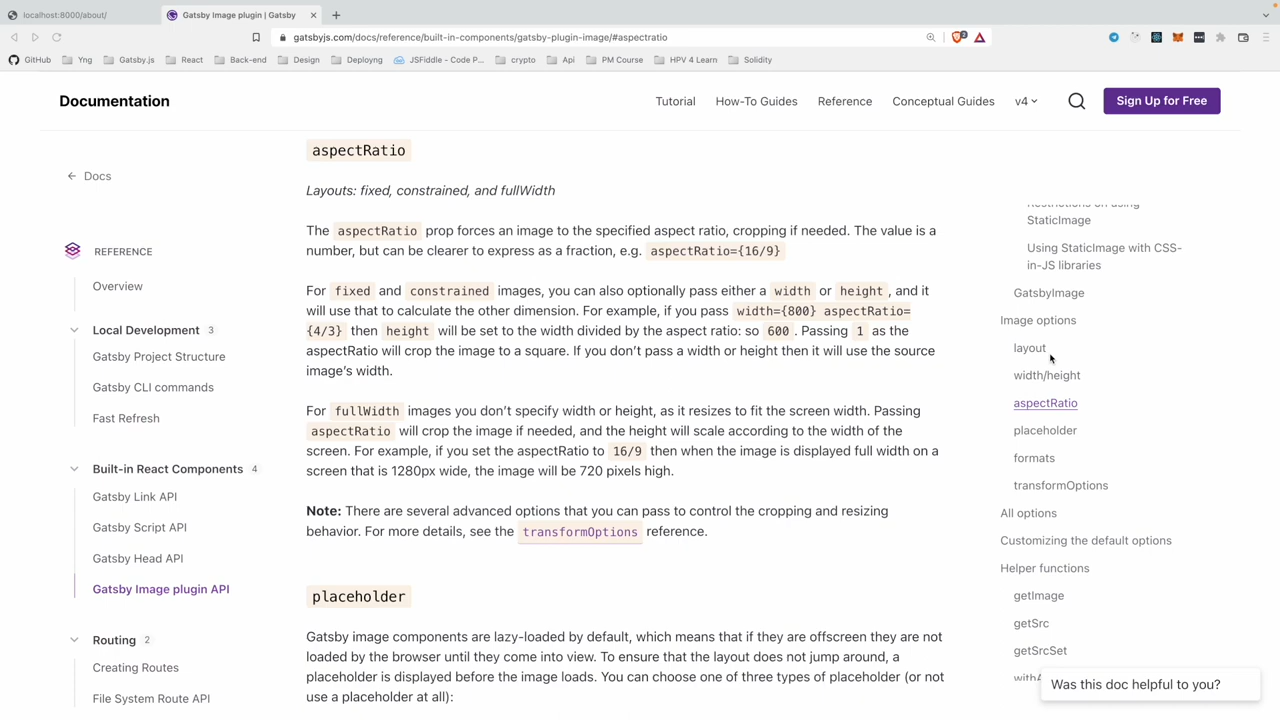 localhost:8000/about/
Gatsby Image plugin | Gatsby
gatsbyjs.com/docs/reference/built-in-components/gatsby-plugin-image/#aspectratio
GitHub
Yng
Gatsby.js
React
Back-end
Design
Deployng
JSFiddle - Code P...
crypto
Api
PM Course
HPV 4 Learn
Solidity
Documentation
Tutorial
How-To Guides
Reference
Conceptual Guides
v4
Sign Up for Free
Docs
REFERENCE
Overview
Local Development 3
Gatsby Project Structure
Gatsby CLI commands
Fast Refresh
Built-in React Components 4
Gatsby Link API
Gatsby Script API
Gatsby Head API
Gatsby Image plugin API
Routing 2
Creating Routes
File System Route API
aspectRatio
Layouts: fixed, constrained, and fullWidth
The aspectRatio prop forces an image to the specified aspect ratio, cropping if needed. The value is a
number, but can be clearer to express as a fraction, e.g. aspectRatio={16/9}
For fixed and constrained images, you can also optionally pass either a width or height, and it
will use that to calculate the other dimension. For example, if you pass width={800} aspectRatio=
{4/3} then height will be set to the width divided by the aspect ratio: so 600. Passing 1 as the
aspectRatio will crop the image to a square. If you don't pass a width or height then it will use the source
image's width.
For fullWidth images you don't specify width or height, as it resizes to fit the screen width. Passing
aspectRatio will crop the image if needed, and the height will scale according to the width of the
screen. For example, if you set the aspectRatio to 16/9 then when the image is displayed full width on a
screen that is 1280px wide, the image will be 720 pixels high.
Note: There are several advanced options that you can pass to control the cropping and resizing
behavior. For more details, see the transformOptions reference.
placeholder
Gatsby image components are lazy-loaded by default, which means that if they are offscreen they are not
loaded by the browser until they come into view. To ensure that the layout does not jump around, a
placeholder is displayed before the image loads. You can choose one of three types of placeholder (or not
use a placeholder at all):
Restrictions on using
StaticImage
Using StaticImage with CSS-
in-JS libraries
GatsbyImage
Image options
layout
width/height
aspectRatio
placeholder
formats
transformOptions
All options
Customizing the default options
Helper functions
getImage
getSrc
getSrcSet
Was this doc helpful to you?